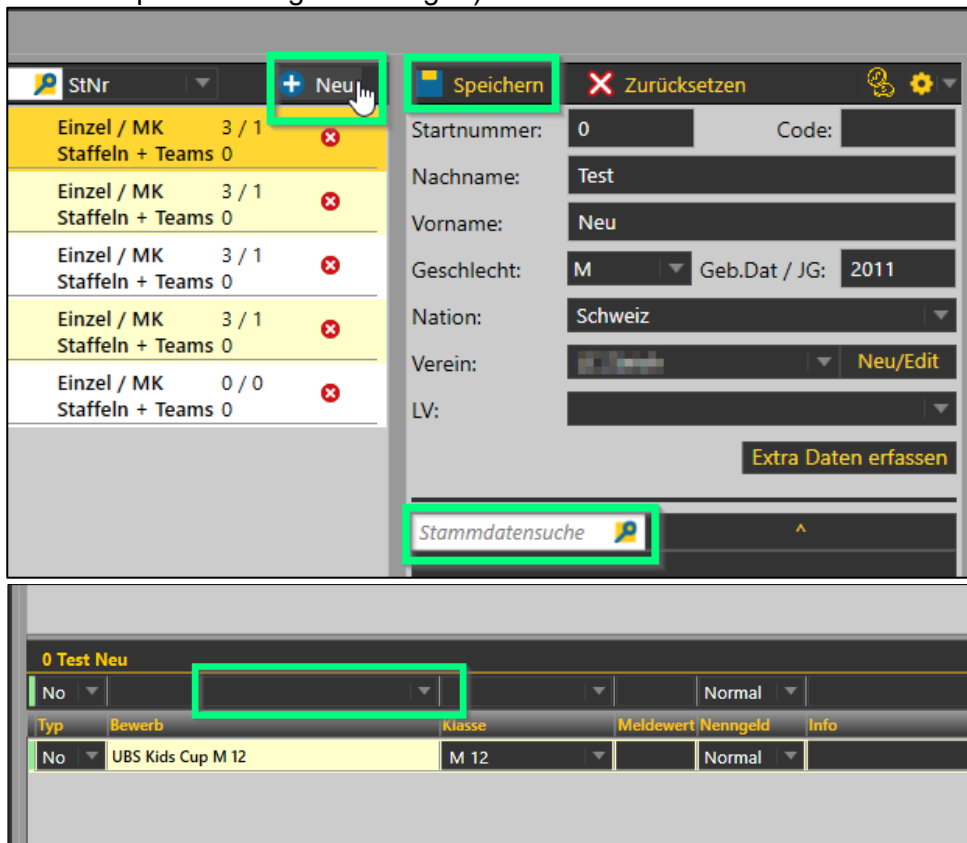 StNr Neu Speichern Zurücksetzen
Einzel / MK 3 / 1
Staffeln + Teams 0
Einzel / MK 3 / 1
Staffeln + Teams 0
Einzel / MK 3 / 1
Staffeln + Teams 0
Einzel / MK 3 / 1
Staffeln + Teams 0
Einzel / MK 0 / 0
Staffeln + Teams 0
Startnummer: 0 Code:
Nachname: Test
Vorname: Neu
Geschlecht: M Geb.Dat / JG: 2011
Nation: Schweiz
Verein: Neu/Edit
LV:
Extra Daten erfassen
Stammdatensuche ^
0 Test Neu
No Normal
Typ Bewerb Klasse Meldewert Nenngeld Info
No UBS Kids Cup M 12 M 12 Normal